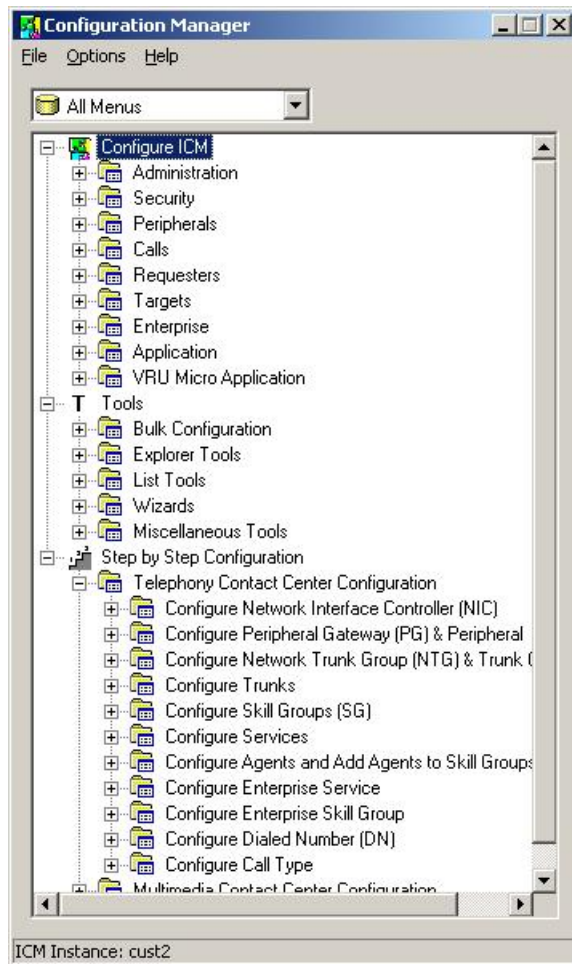 Configuration Manager
File Options Help
All Menus
Configure ICM
Administration
Security
Peripherals
Calls
Requesters
Targets
Enterprise
Application
VRU Micro Application
T Tools
Bulk Configuration
Explorer Tools
List Tools
Wizards
Miscellaneous Tools
Step by Step Configuration
Telephony Contact Center Configuration
Configure Network Interface Controller (NIC)
Configure Peripheral Gateway (PG) & Peripheral
Configure Network Trunk Group (NTG) & Trunk
Configure Trunks
Configure Skill Groups (SG)
Configure Services
Configure Agents and Add Agents to Skill Groups
Configure Enterprise Service
Configure Enterprise Skill Group
Configure Dialed Number (DN)
Configure Call Type
Multimedia Contact Center Configuration
ICM Instance: cust2